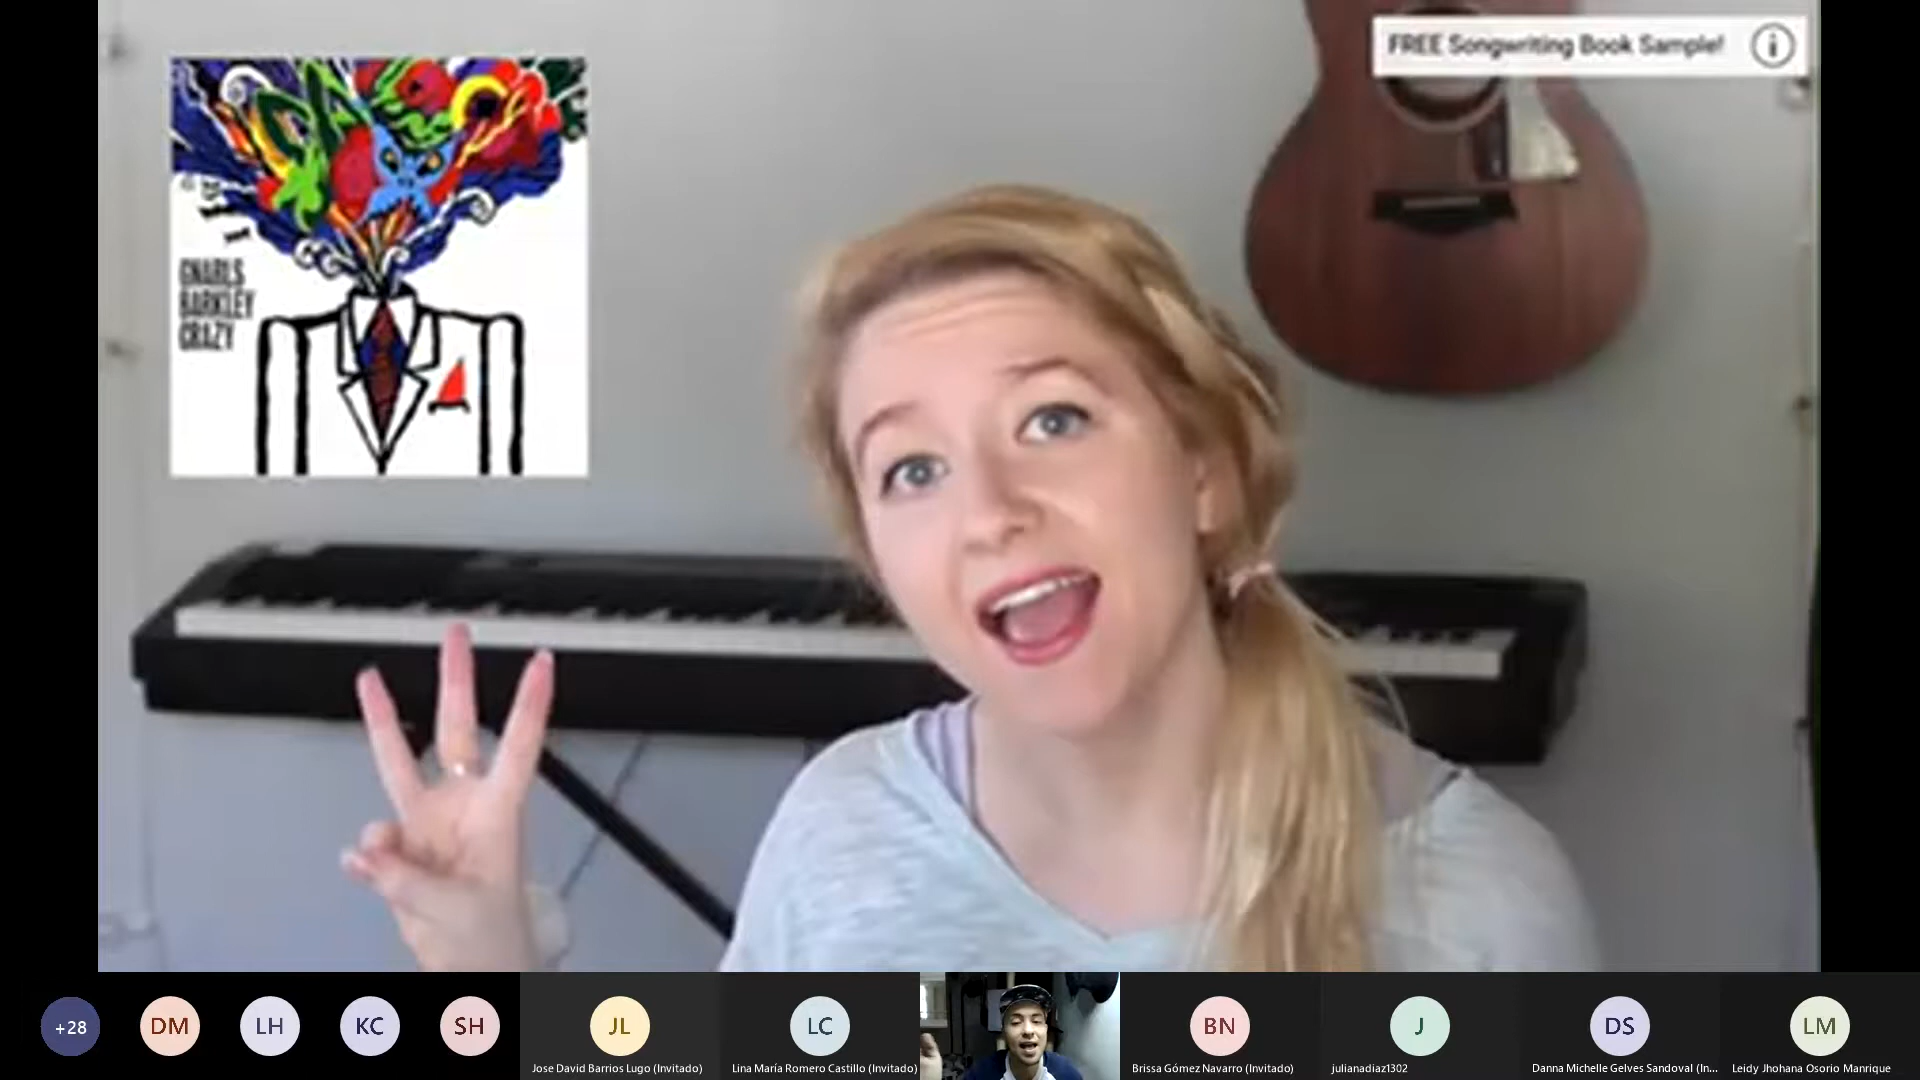 FREE Songwriting Book Sample!
GNARLS
BARKLEY
CRAZY
+28
DM
LH
KC
SH
JL
LC
BN
J
DS
LM
Jose David Barrios Lugo (Invitado)
Lina María Romero Castillo (Invitado)
Brissa Gómez Navarro (Invitado)
julianadiaz1302
Danna Michelle Gelves Sandoval (In...
Leidy Jhohana Osorio Manrique